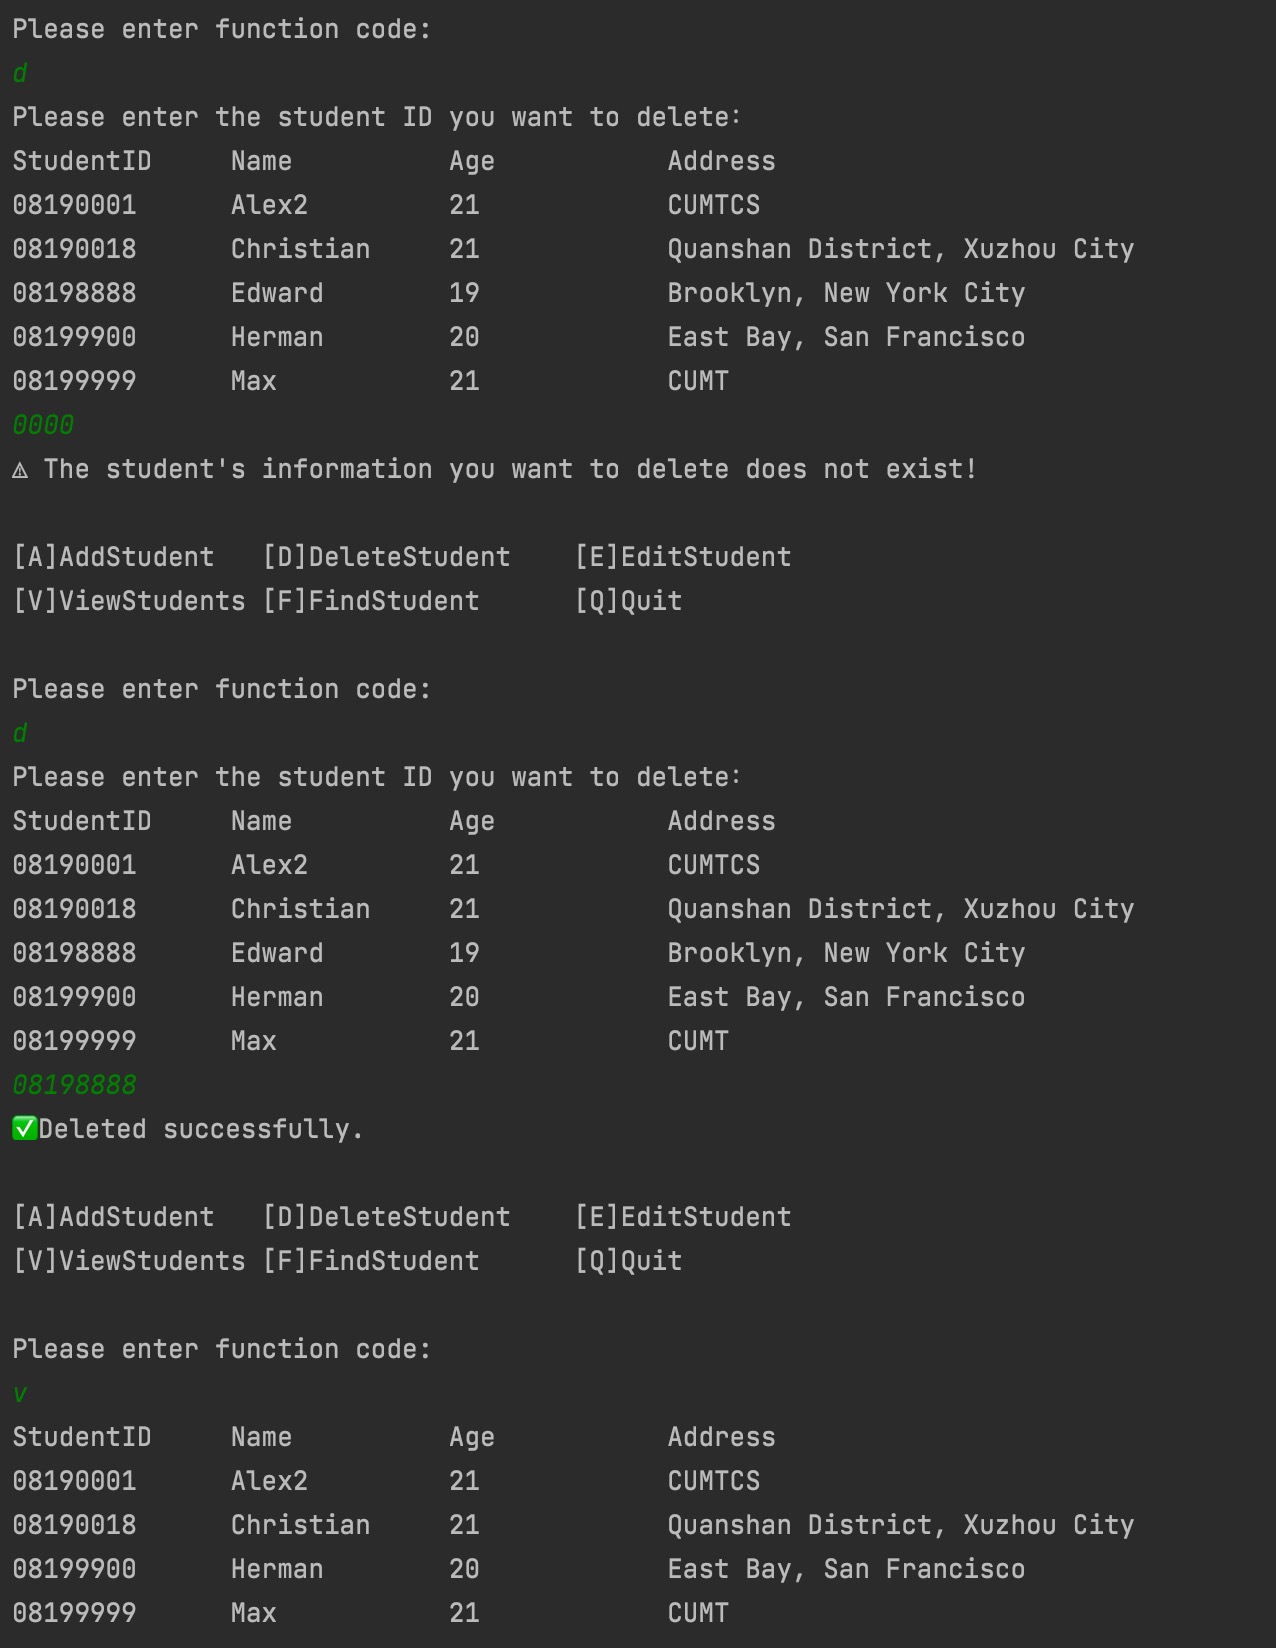 Please enter function code:
d
Please enter the student ID you want to delete:
StudentID     Name          Age           Address
08190001      Alex2         21            CUMTCS
08190018      Christian     21            Quanshan District, Xuzhou City
08198888      Edward        19            Brooklyn, New York City
08199900      Herman        20            East Bay, San Francisco
08199999      Max           21            CUMT
0000
⚠ The student's information you want to delete does not exist!
[A]AddStudent   [D]DeleteStudent    [E]EditStudent
[V]ViewStudents [F]FindStudent      [Q]Quit
Please enter function code:
d
Please enter the student ID you want to delete:
StudentID     Name          Age           Address
08190001      Alex2         21            CUMTCS
08190018      Christian     21            Quanshan District, Xuzhou City
08198888      Edward        19            Brooklyn, New York City
08199900      Herman        20            East Bay, San Francisco
08199999      Max           21            CUMT
08198888
✅Deleted successfully.
[A]AddStudent   [D]DeleteStudent    [E]EditStudent
[V]ViewStudents [F]FindStudent      [Q]Quit
Please enter function code:
v
StudentID     Name          Age           Address
08190001      Alex2         21            CUMTCS
08190018      Christian     21            Quanshan District, Xuzhou City
08199900      Herman        20            East Bay, San Francisco
08199999      Max           21            CUMT